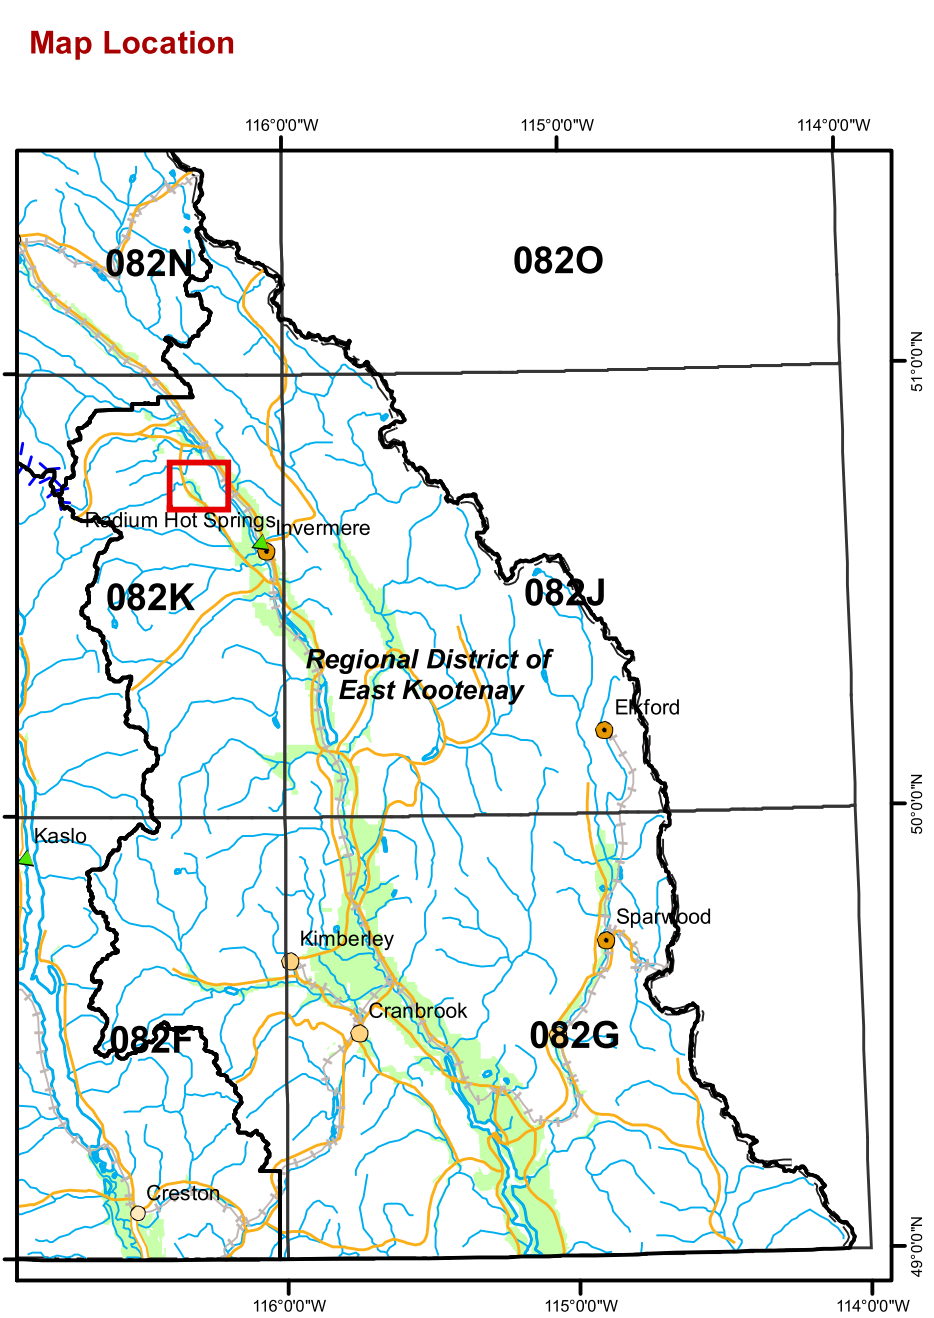 Map Location
116°0'0"W
115°0'0"W
114°0'0"W
082N
082O
51°0'0"N
Radium Hot Springs
Invermere
082K
082J
Regional District of
East Kootenay
Elkford
50°0'0"N
Kaslo
Sparwood
Kimberley
Cranbrook
082F
082G
Creston
49°0'0"N
116°0'0"W
115°0'0"W
114°0'0"W